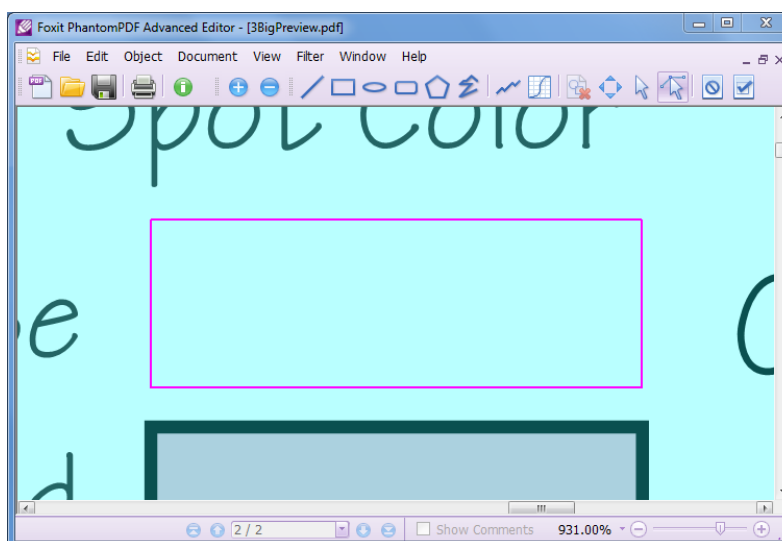 Foxit PhantomPDF Advanced Editor - [3BigPreview.pdf]
File Edit Object Document View Filter Window Help
PDF
Spot Color
e
d
2 / 2 Show Comments 931.00%